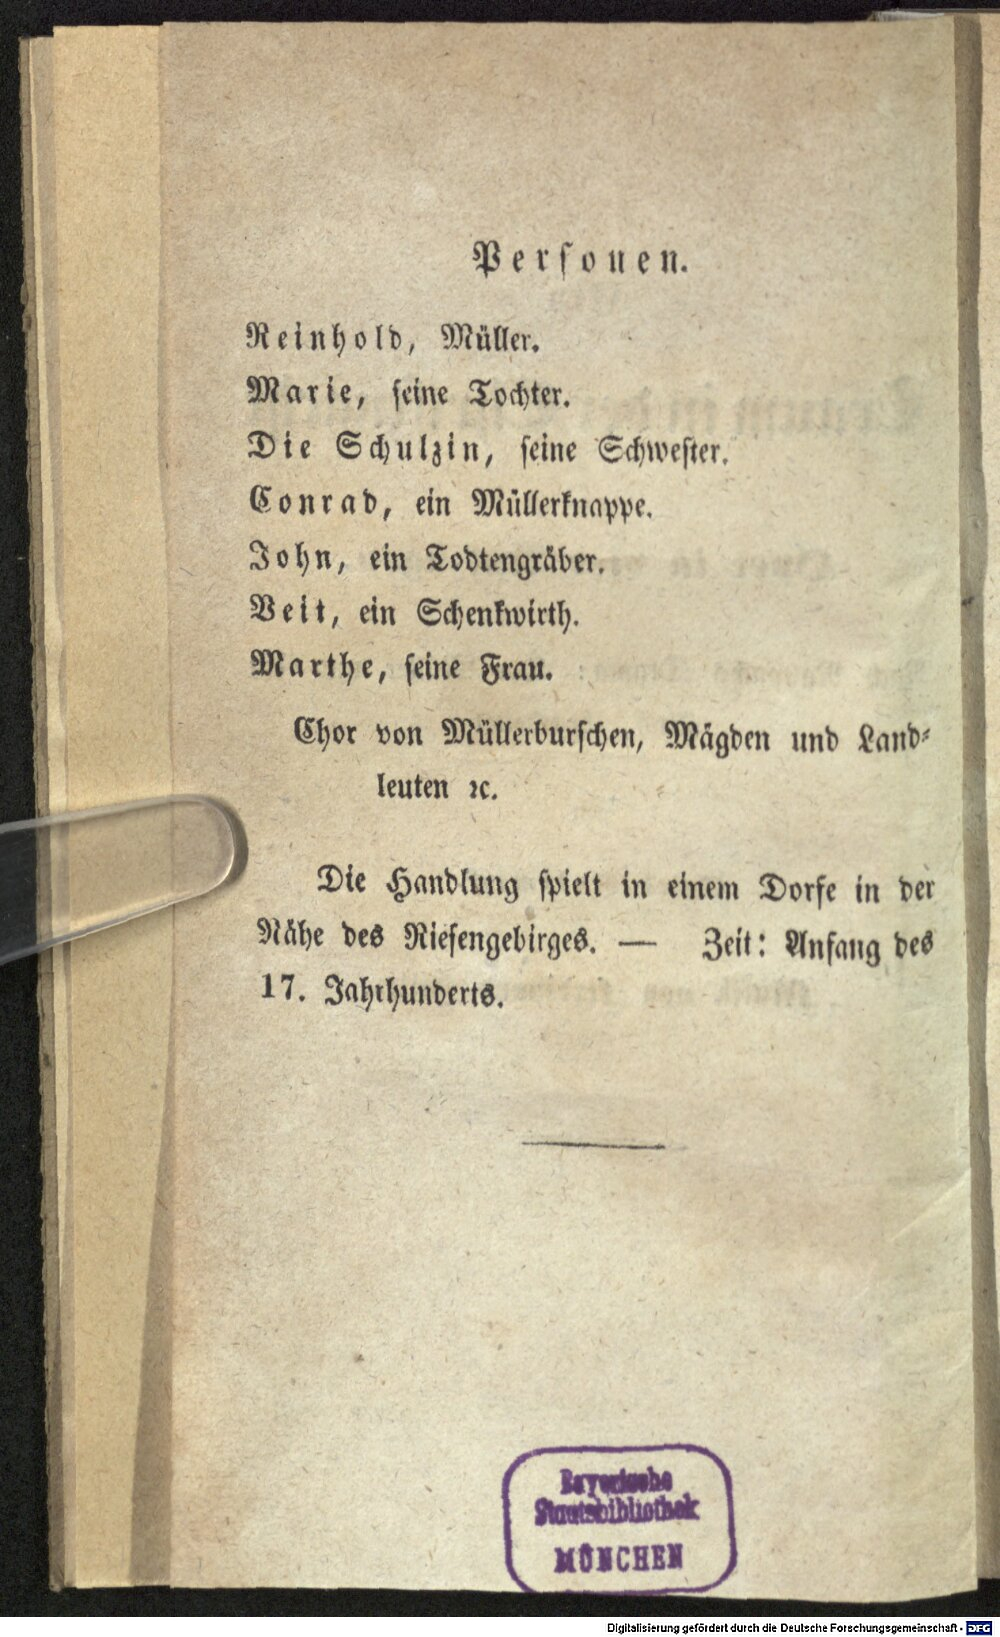 Personen.
Reinhold, Müller.
Marie, seine Tochter.
Die Schulzin, seine Schwester.
Conrad, ein Müllerknappe.
John, ein Todtengräber.
Veit, ein Schenkwirth.
Marthe, seine Frau.
Chor von Müllerburschen, Mägden und Land-
leuten ꝛc.
Die Handlung spielt in einem Dorfe in der
Nähe des Riesengebirges. — Zeit: Anfang des
17. Jahrhunderts.
Bayerische
Staatsbibliothek
MÜNCHEN
Digitalisierung gefördert durch die Deutsche Forschungsgemeinschaft - DFG